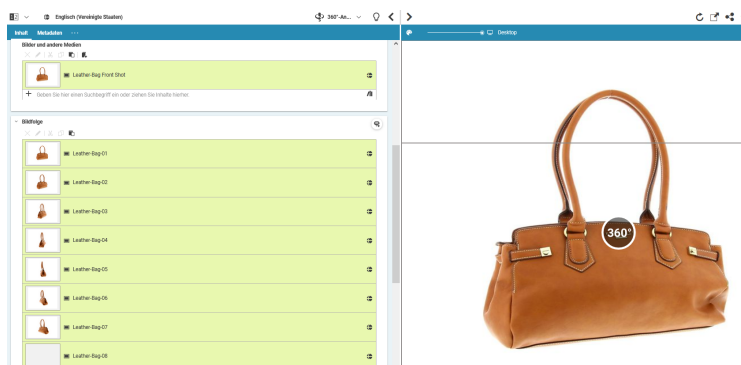 Englisch (Vereinigte Staaten)
360°-An...
Inhalt Metadaten ...
Desktop
Bilder und andere Medien
Leather-Bag Front Shot
Geben Sie hier einen Suchbegriff ein oder ziehen Sie Inhalte hierher.
Bildfolge
Leather-Bag-01
Leather-Bag-02
Leather-Bag-03
Leather-Bag-04
Leather-Bag-05
Leather-Bag-06
Leather-Bag-07
Leather-Bag-08
360°